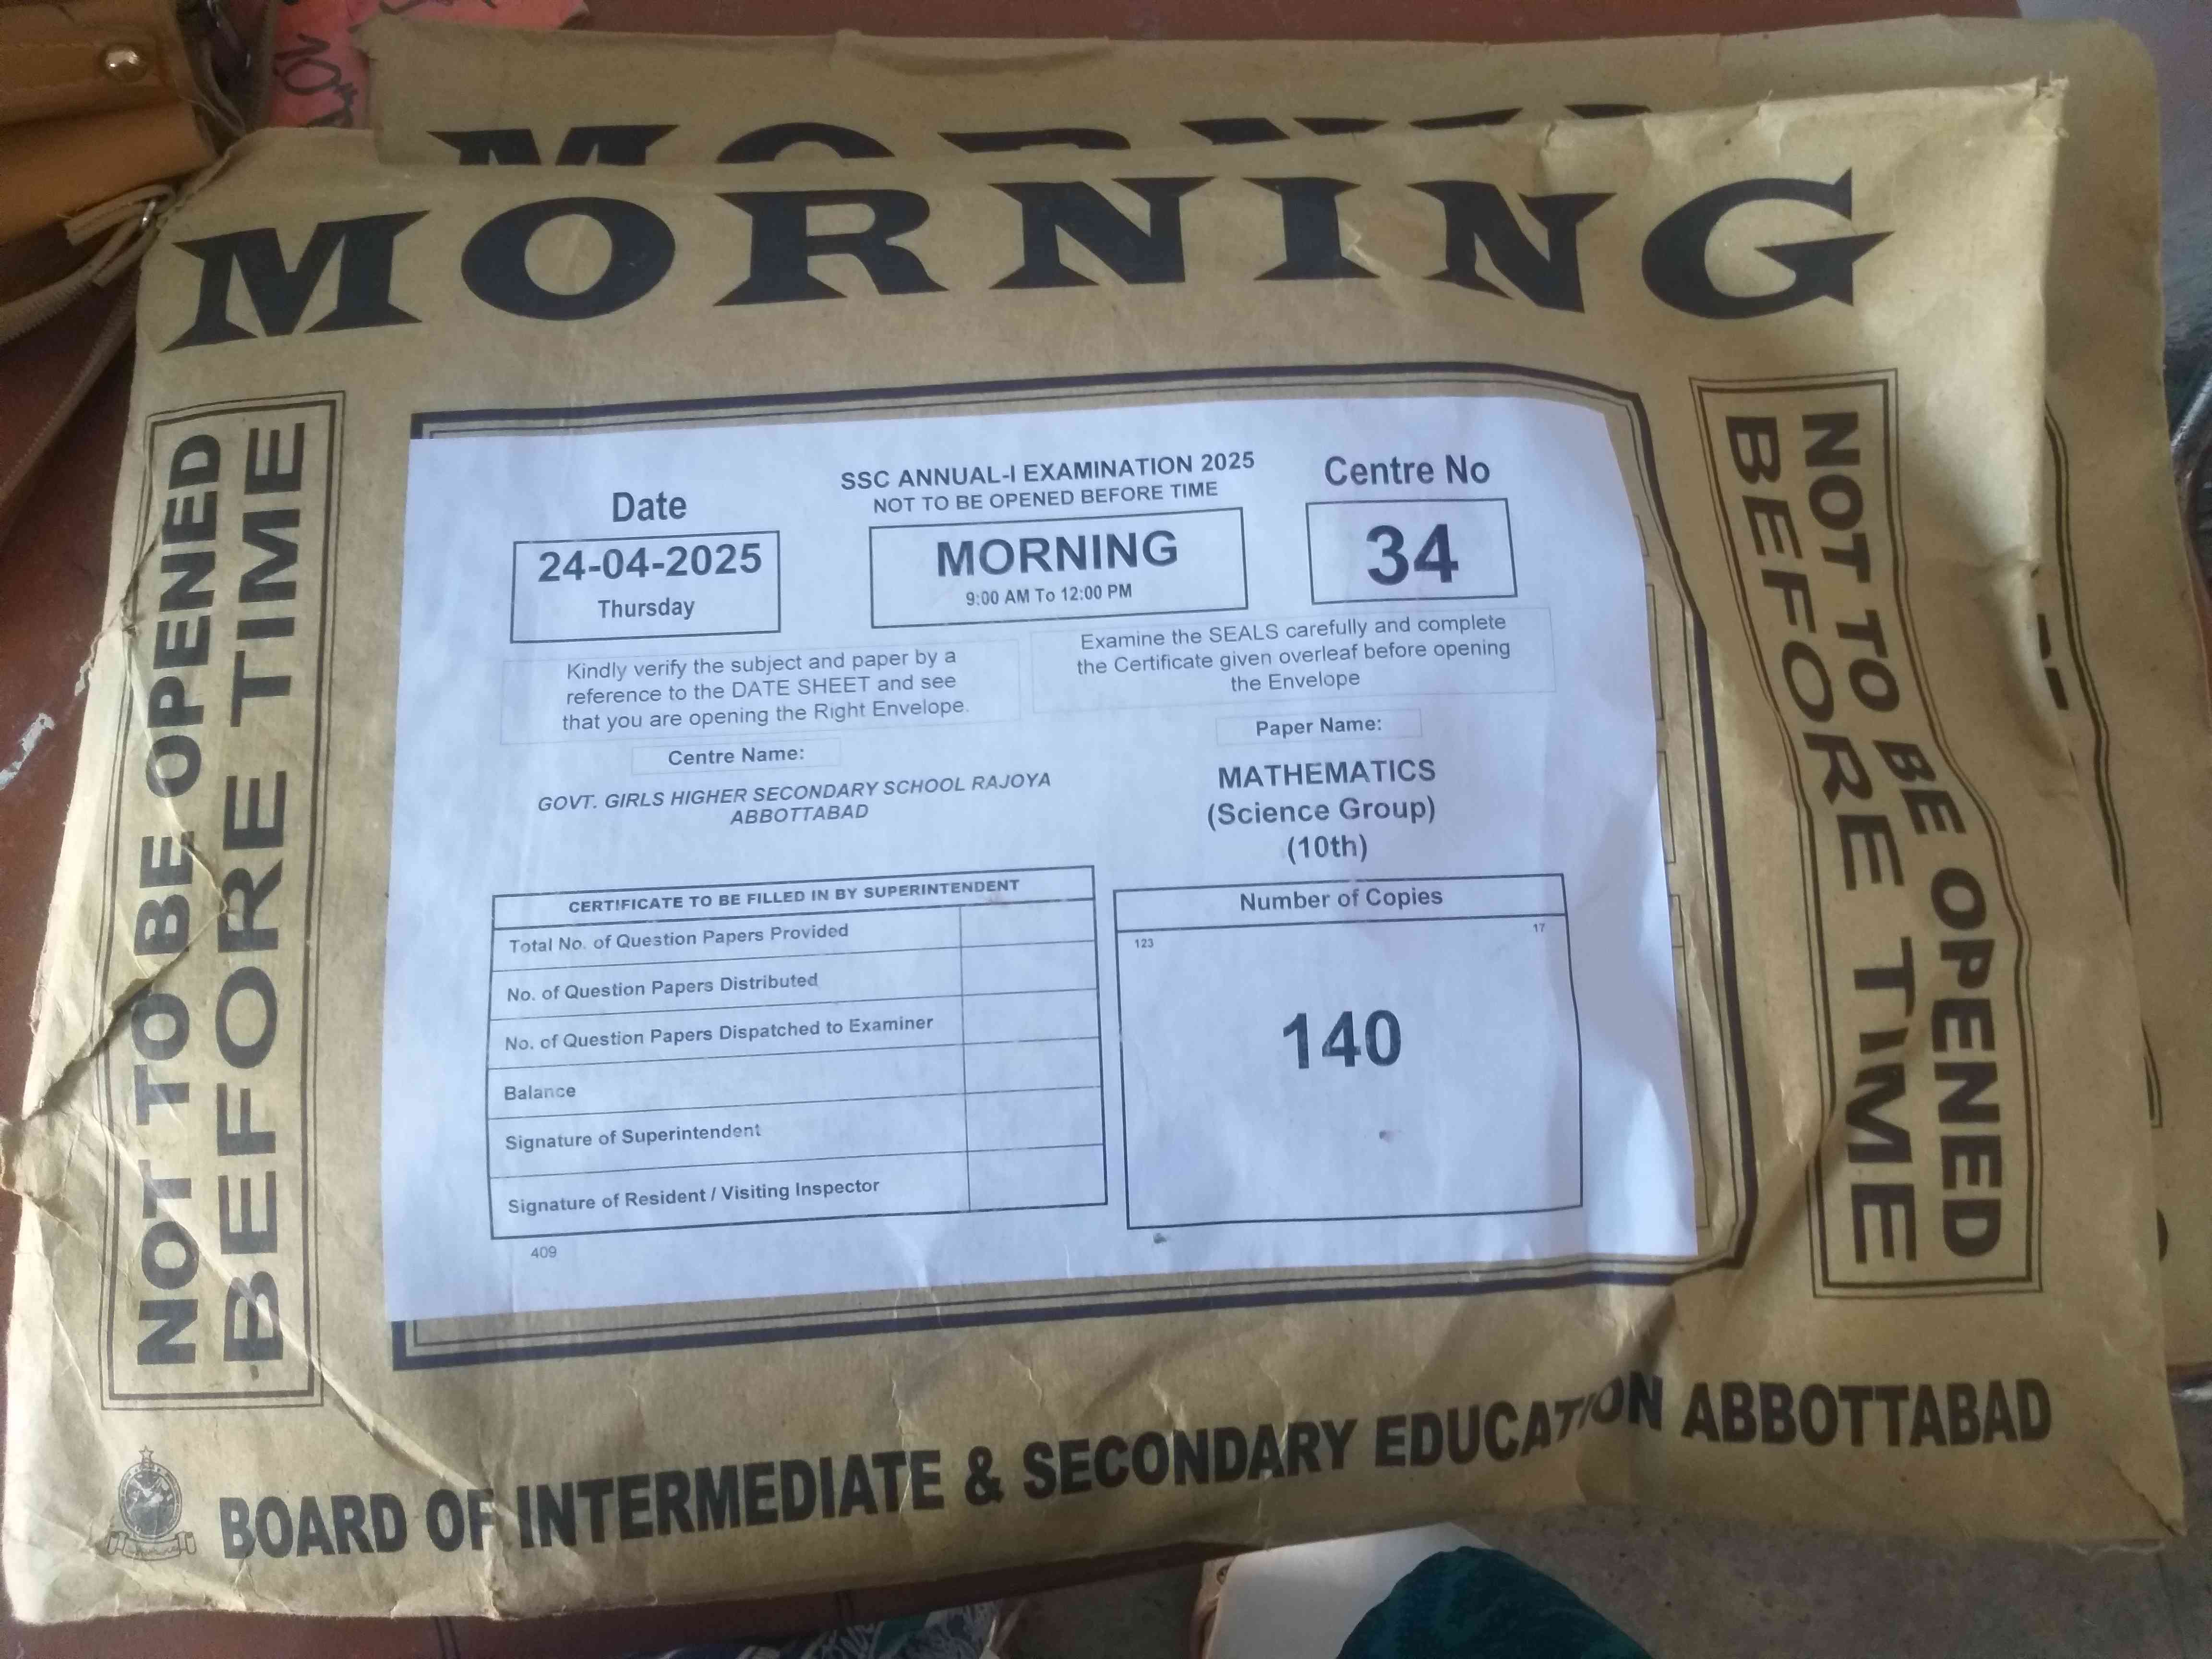 MORNING
NOT TO BE OPENED
BEFORE TIME
NOT TO BE OPENED
BEFORE TIME
SSC ANNUAL-I EXAMINATION 2025
NOT TO BE OPENED BEFORE TIME
Date
24-04-2025
Thursday
MORNING
9:00 AM To 12:00 PM
Centre No
34
Kindly verify the subject and paper by a
reference to the DATE SHEET and see
that you are opening the Right Envelope.
Examine the SEALS carefully and complete
the Certificate given overleaf before opening
the Envelope
Centre Name:
GOVT. GIRLS HIGHER SECONDARY SCHOOL RAJOYA
ABBOTTABAD
Paper Name:
MATHEMATICS
(Science Group)
(10th)
CERTIFICATE TO BE FILLED IN BY SUPERINTENDENT
Total No. of Question Papers Provided
No. of Question Papers Distributed
No. of Question Papers Dispatched to Examiner
Balance
Signature of Superintendent
Signature of Resident / Visiting Inspector
409
Number of Copies
123
17
140
BOARD OF INTERMEDIATE & SECONDARY EDUCATION ABBOTTABAD